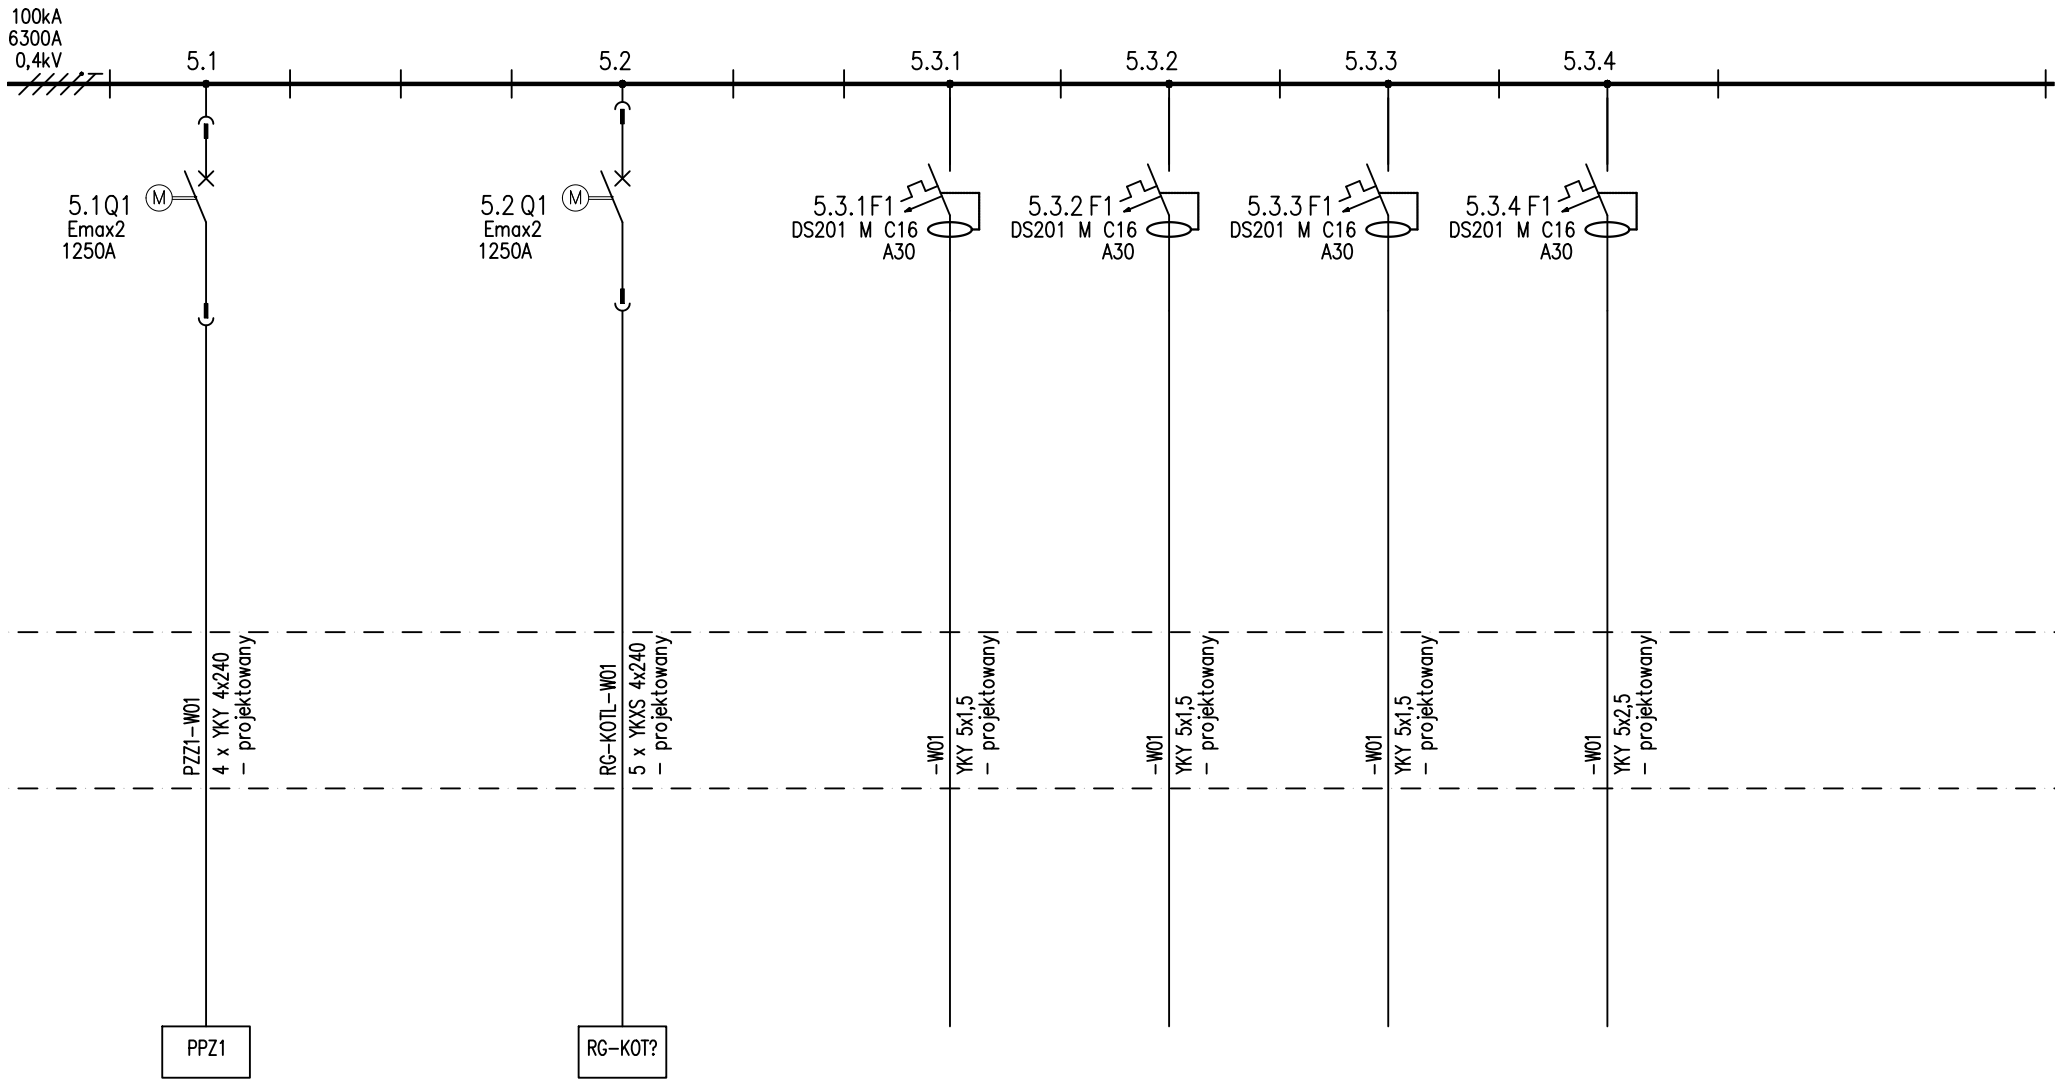 100kA
6300A
0,4kV
5.1
5.2
5.3.1
5.3.2
5.3.3
5.3.4
5.1Q1
Emax2
1250A
M
5.2 Q1
Emax2
1250A
M
5.3.1F1
DS201 M C16
A30
5.3.2 F1
DS201 M C16
A30
5.3.3 F1
DS201 M C16
A30
5.3.4 F1
DS201 M C16
A30
PZZ1-W01
4 x YKY 4x240
- projektowany
RG-KOTL-W01
5 x YKXS 4x240
- projektowany
-W01
YKY 5x1,5
- projektowany
-W01
YKY 5x1,5
- projektowany
-W01
YKY 5x1,5
- projektowany
-W01
YKY 5x2,5
- projektowany
PPZ1
RG-KOT?